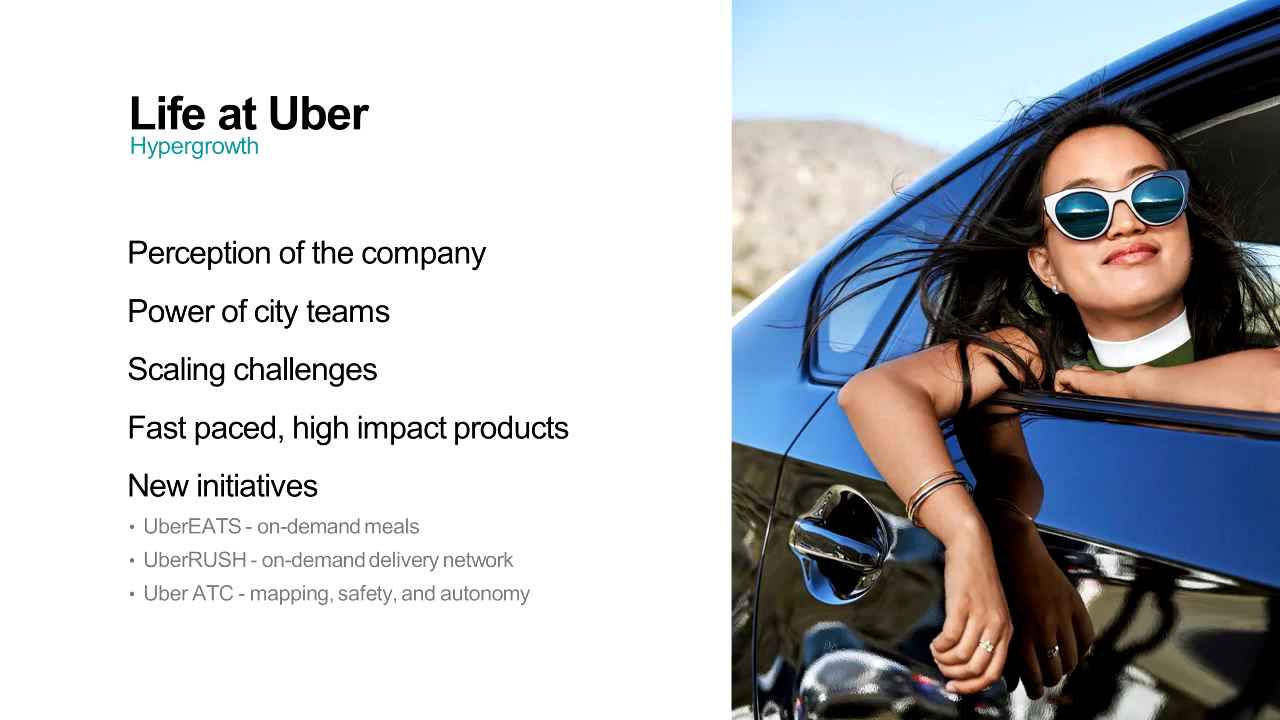 Life at Uber
Hypergrowth
Perception of the company
Power of city teams
Scaling challenges
Fast paced, high impact products
New initiatives
• UberEATS - on-demand meals
• UberRUSH - on-demand delivery network
• Uber ATC - mapping, safety, and autonomy